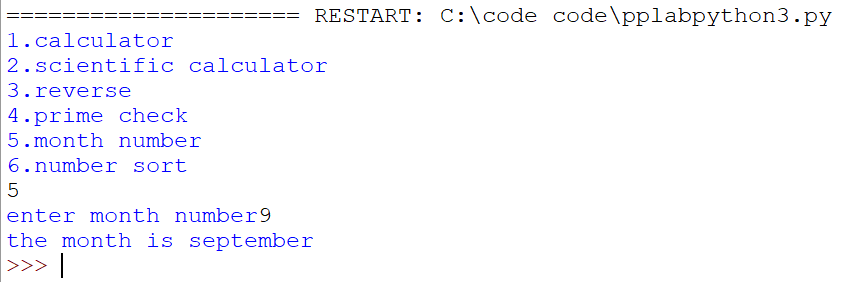 ===================== RESTART: C:\code code\pplabpython3.py
1.calculator
2.scientific calculator
3.reverse
4.prime check
5.month number
6.number sort
5
enter month number9
the month is september
>>>